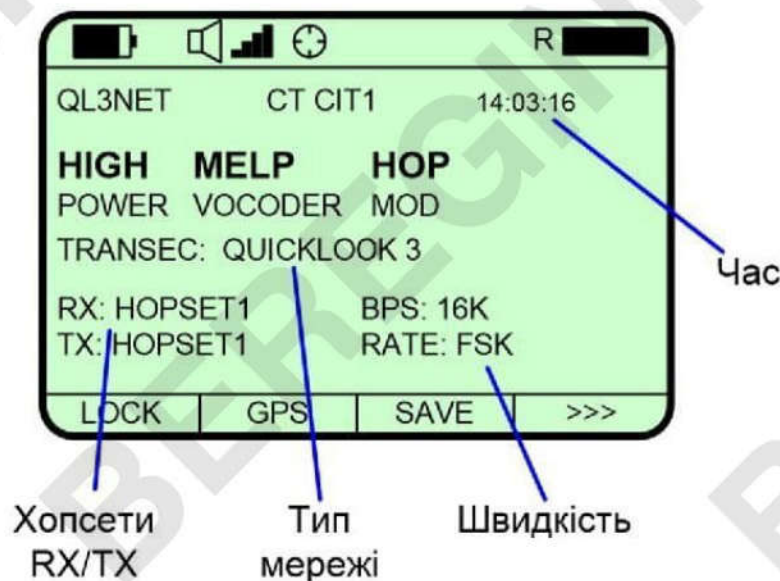 R
QL3NET CT CIT1 14:03:16
HIGH MELP HOP
POWER VOCODER MOD
TRANSEC: QUICKLOOK 3
RX: HOPSET1 BPS: 16K
TX: HOPSET1 RATE: FSK
LOCK GPS SAVE >>>
Час
Хопсети RX/TX
Тип мережі
Швидкість
BEREGIN